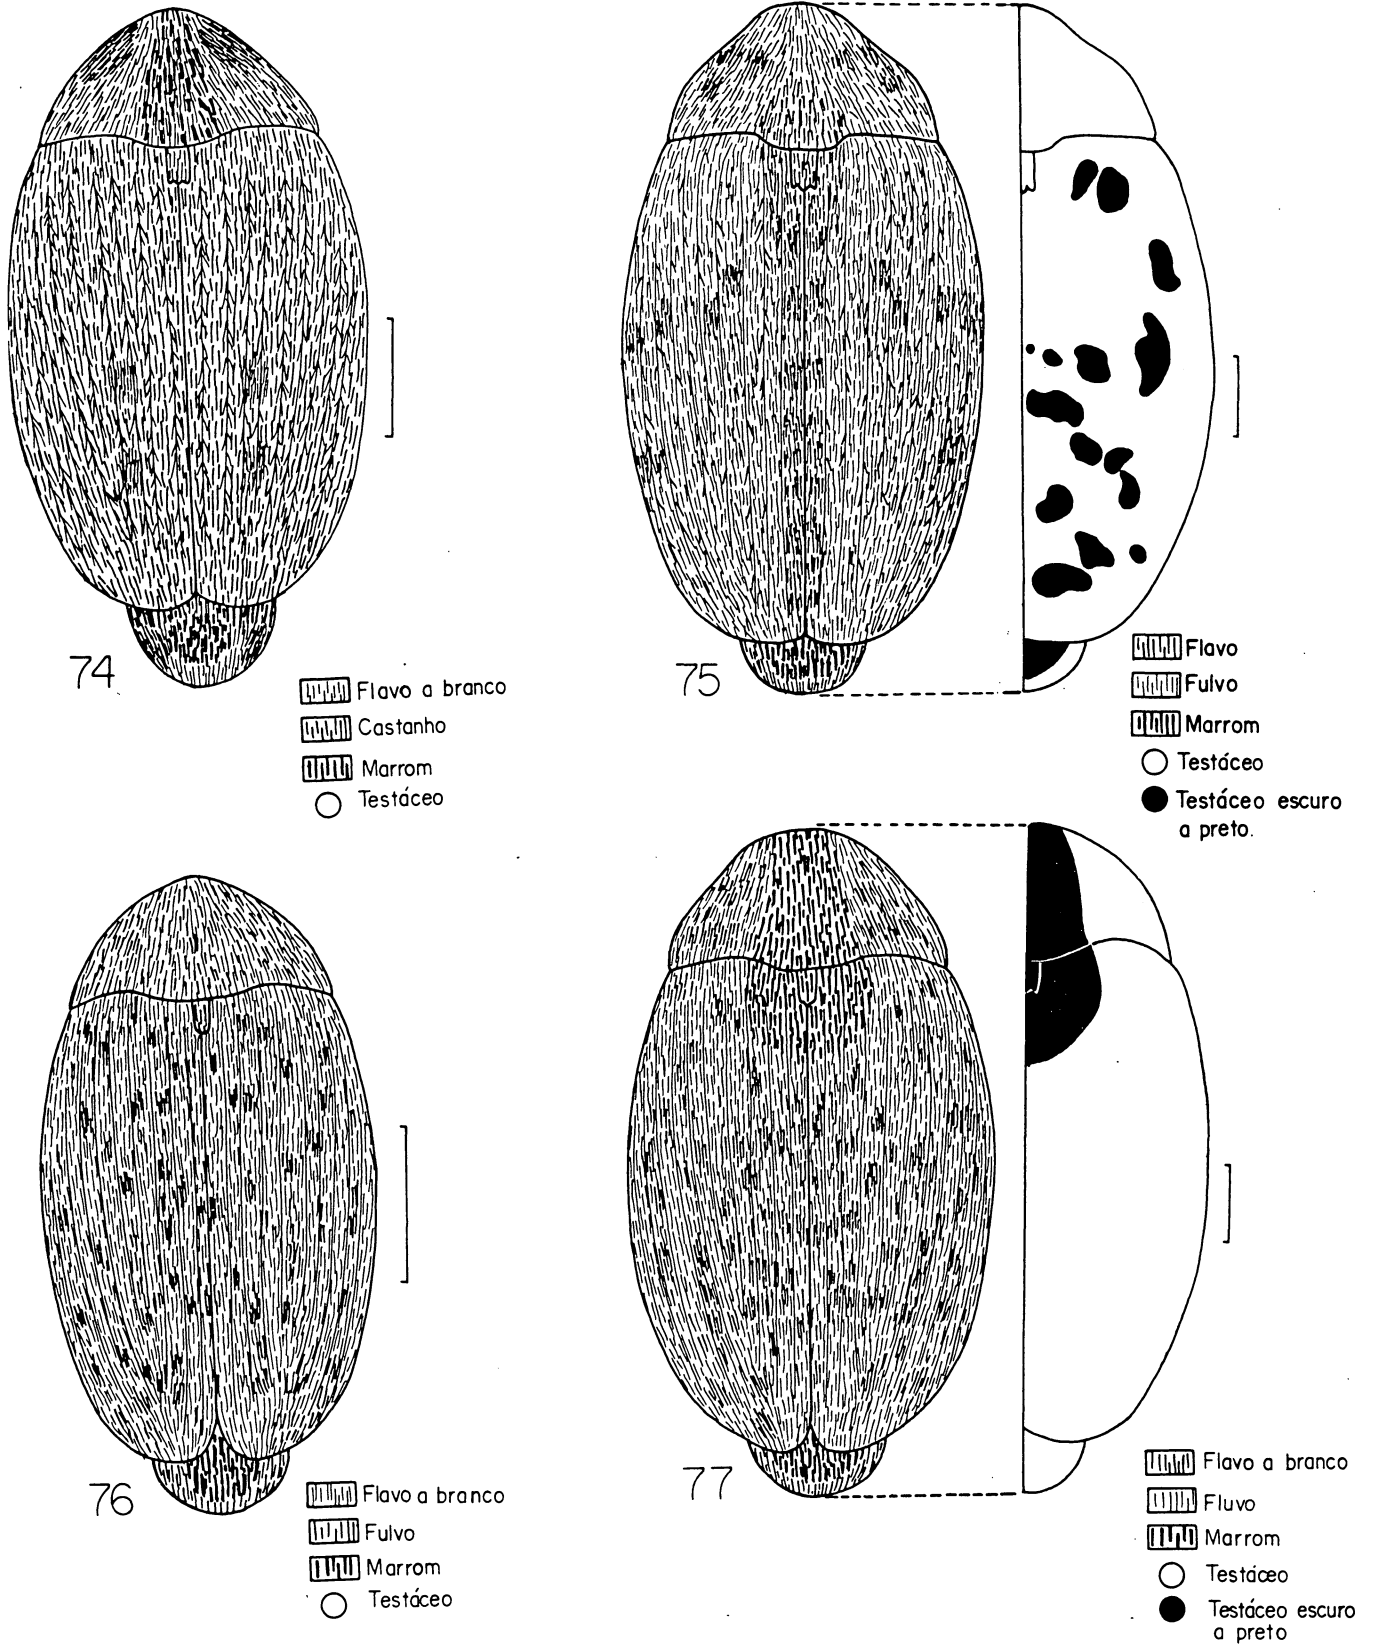 74
Flavo a branco
Castanho
Marrom
Testáceo
75
Flavo
Fulvo
Marrom
Testáceo
Testáceo escuro
a preto.
76
Flavo a branco
Fulvo
Marrom
Testáceo
77
Flavo a branco
Fluvo
Marrom
Testáceo
Testáceo escuro
a preto